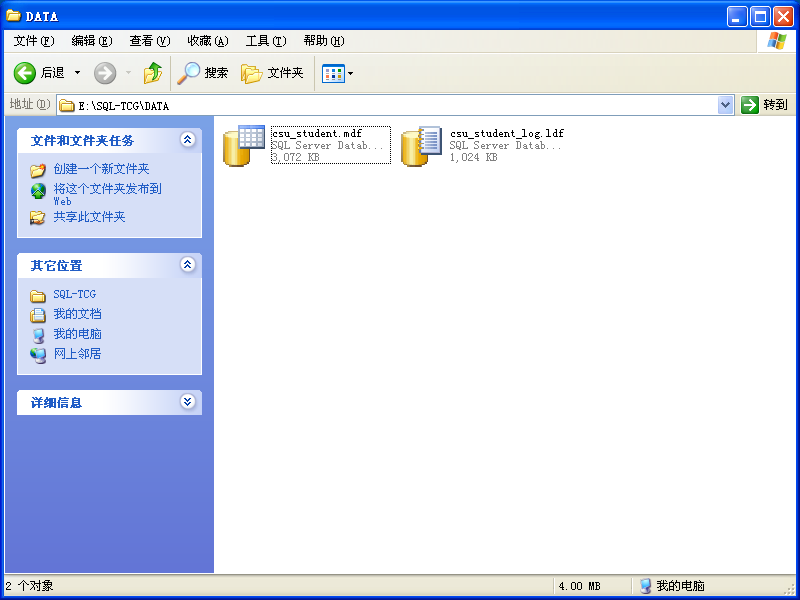 DATA
文件(F) 编辑(E) 查看(V) 收藏(A) 工具(T) 帮助(H)
后退 搜索 文件夹
地址(D) E:\SQL-TCG\DATA 转到
文件和文件夹任务
创建一个新文件夹
将这个文件夹发布到
Web
共享此文件夹
其它位置
SQL-TCG
我的文档
我的电脑
网上邻居
详细信息
csu_student.mdf
SQL Server Datab...
3,072 KB
csu_student_log.ldf
SQL Server Datab...
1,024 KB
2 个对象 4.00 MB 我的电脑